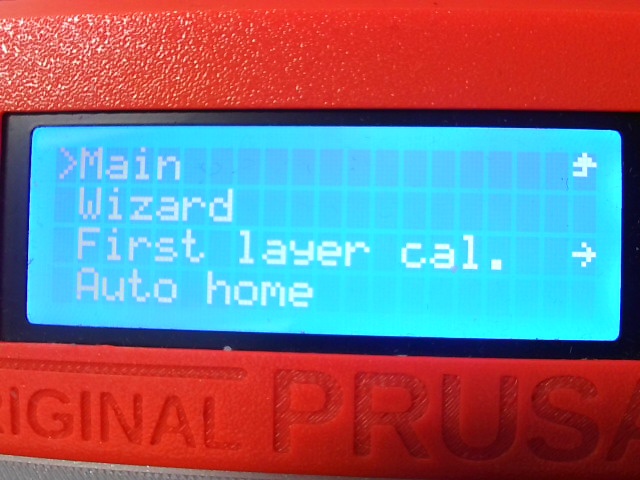 >Main
Wizard
First layer cal. →
Auto home
ORIGINAL PRUSA